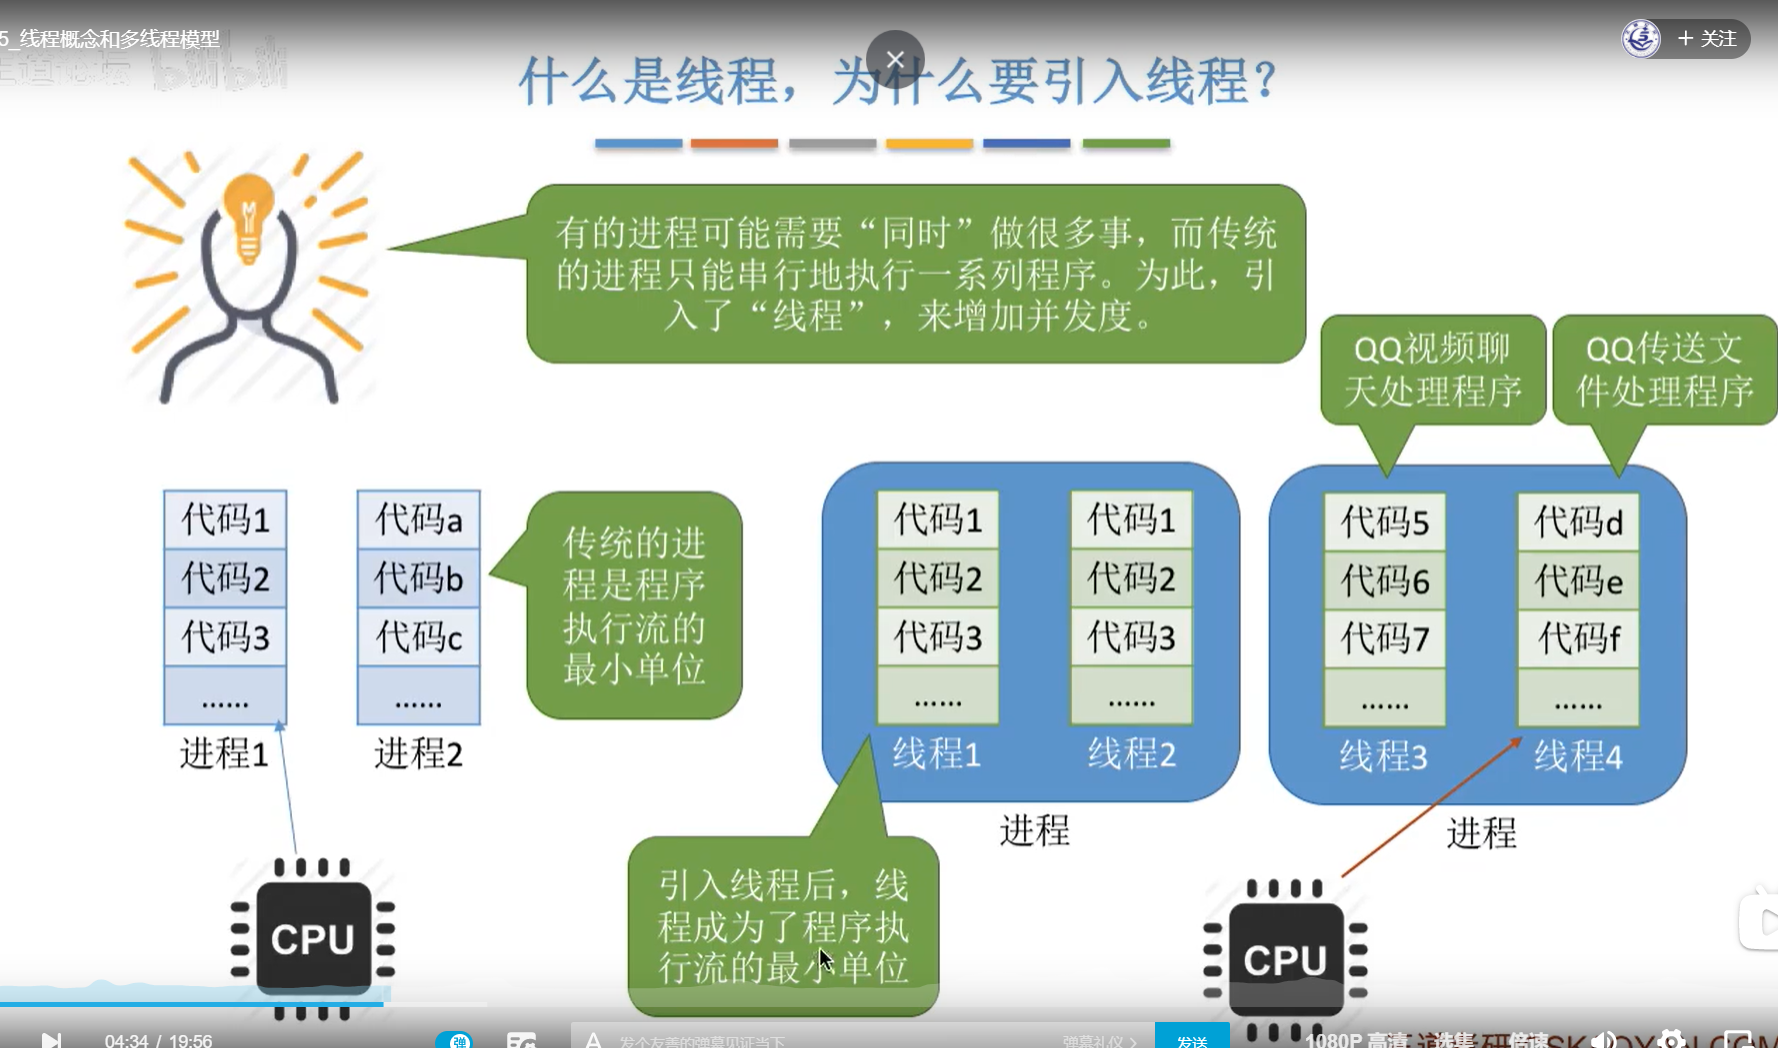 5_线程概念和多线程模型
+ 关注
bilibili
什么是线程，为什么要引入线程？
有的进程可能需要“同时”做很多事，而传统
的进程只能串行地执行一系列程序。为此，引
入了“线程”，来增加并发度。
QQ视频聊
天处理程序
QQ传送文
件处理程序
代码1
代码2
代码3
……
进程1
代码a
代码b
代码c
……
进程2
传统的进
程是程序
执行流的
最小单位
代码1
代码2
代码3
……
线程1
代码1
代码2
代码3
……
线程2
进程
代码5
代码6
代码7
……
线程3
代码d
代码e
代码f
……
线程4
进程
引入线程后，线
程成为了程序执
行流的最小单位
CPU
CPU
04:34 / 19:56
弹
A
发个友善的弹幕见证当下
弹幕礼仪 >
发送
1080P 高清
选集
倍速